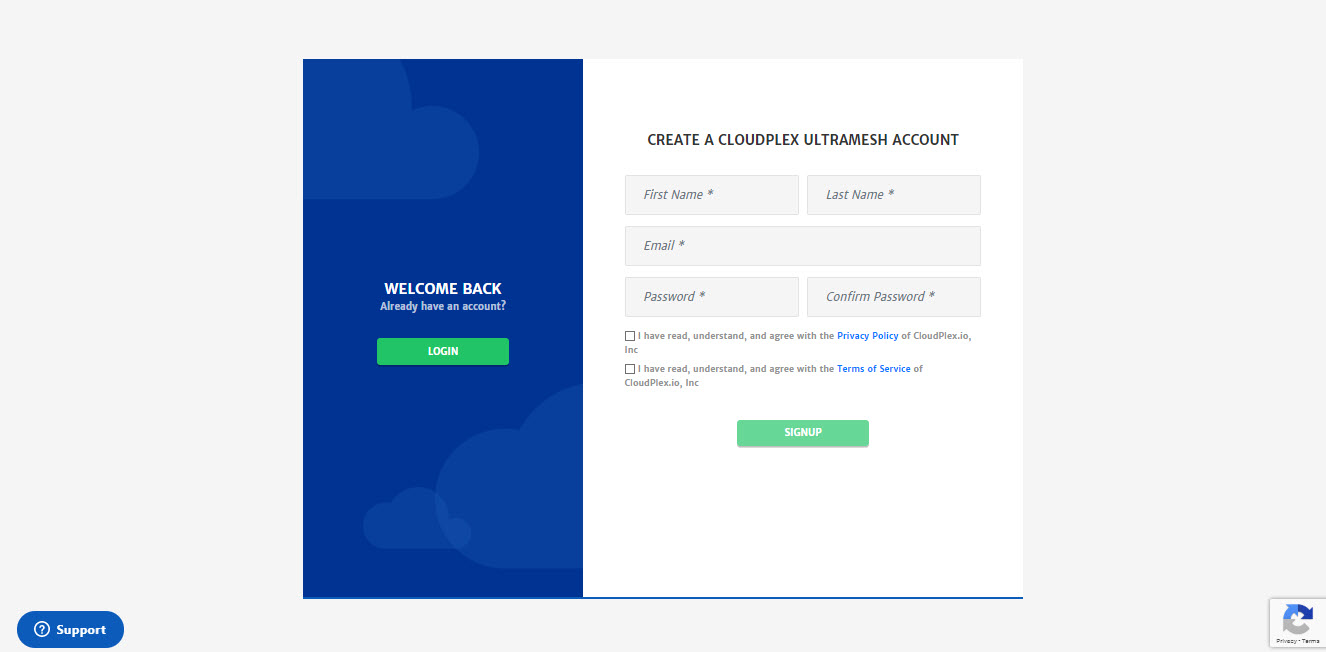 WELCOME BACK
Already have an account?
LOGIN
CREATE A CLOUDPLEX ULTRAMESH ACCOUNT
First Name *
Last Name *
Email *
Password *
Confirm Password *
I have read, understand, and agree with the Privacy Policy of CloudPlex.io,
Inc
I have read, understand, and agree with the Terms of Service of
CloudPlex.io, Inc
SIGNUP
Support
Privacy - Terms